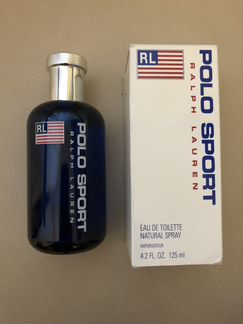 RL
POLO SPORT
RALPH LAUREN
RL
POLO SPORT
RALPH LAUREN
EAU DE TOILETTE
NATURAL SPRAY
VAPORISATEUR
4.2 FL. OZ. 125 ml